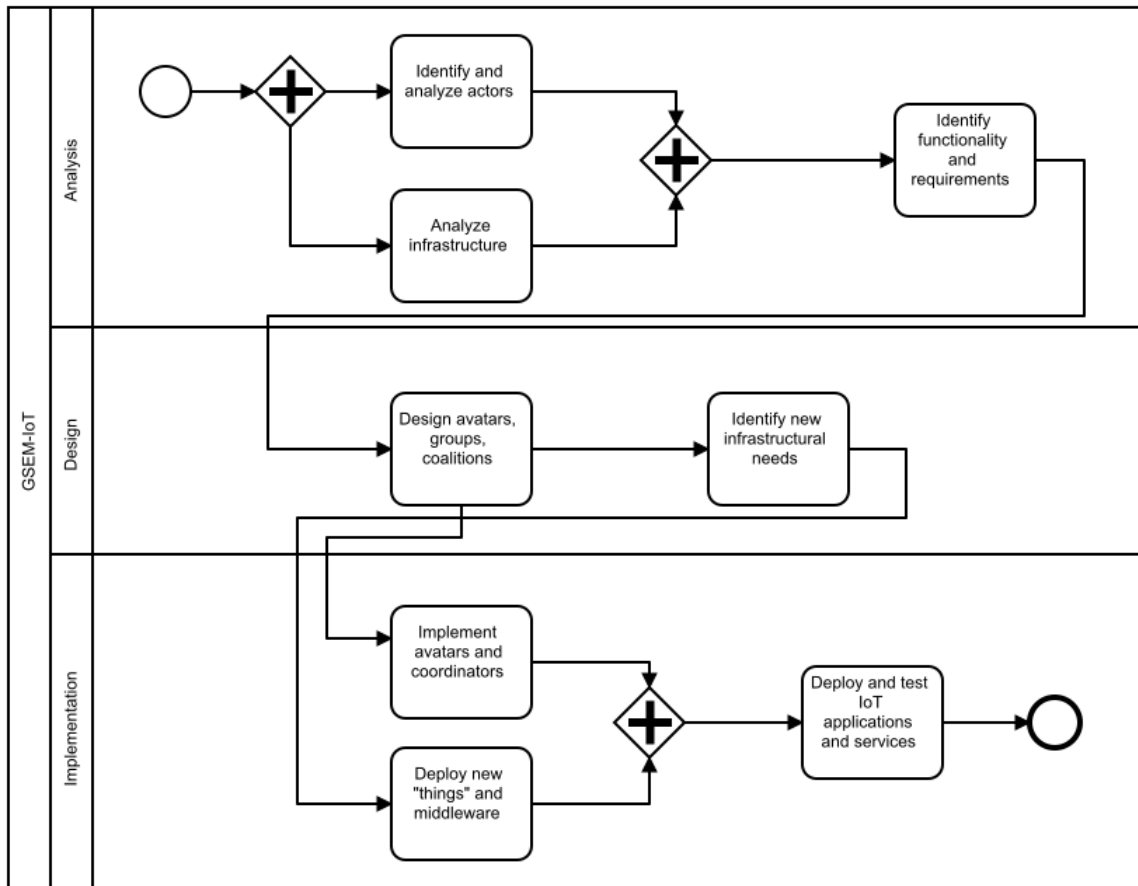 GSEM-IoT
Analysis
Identify and
analyze actors
Analyze
infrastructure
Identify
functionality
and
requirements
Design
Design avatars,
groups,
coalitions
Identify new
infrastructural
needs
Implementation
Implement
avatars and
coordinators
Deploy new
"things" and
middleware
Deploy and test
IoT
applications
and services